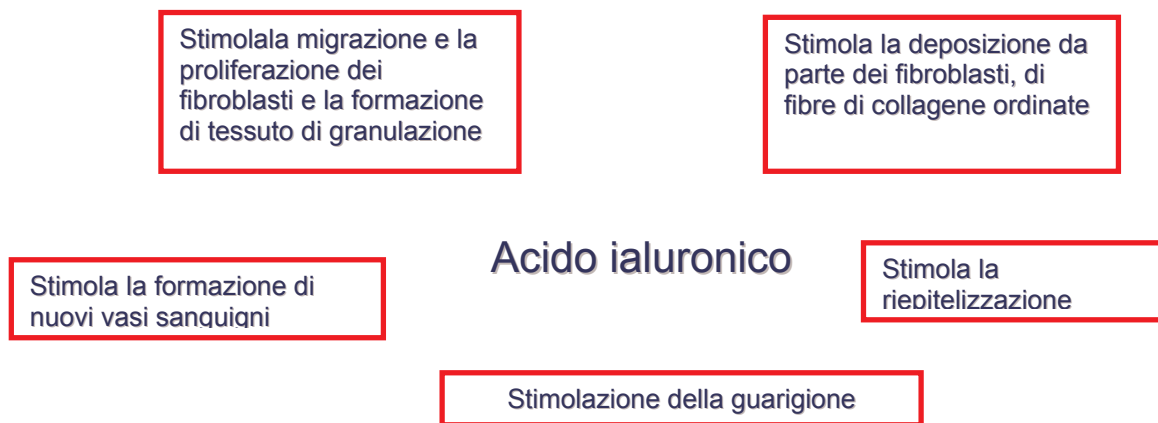 Stimolala migrazione e la
proliferazione dei
fibroblasti e la formazione
di tessuto di granulazione
Stimola la deposizione da
parte dei fibroblasti, di
fibre di collagene ordinate
Acido ialuronico
Stimola la formazione di
nuovi vasi sanguigni
Stimola la
riepitelizzazione
Stimolazione della guarigione